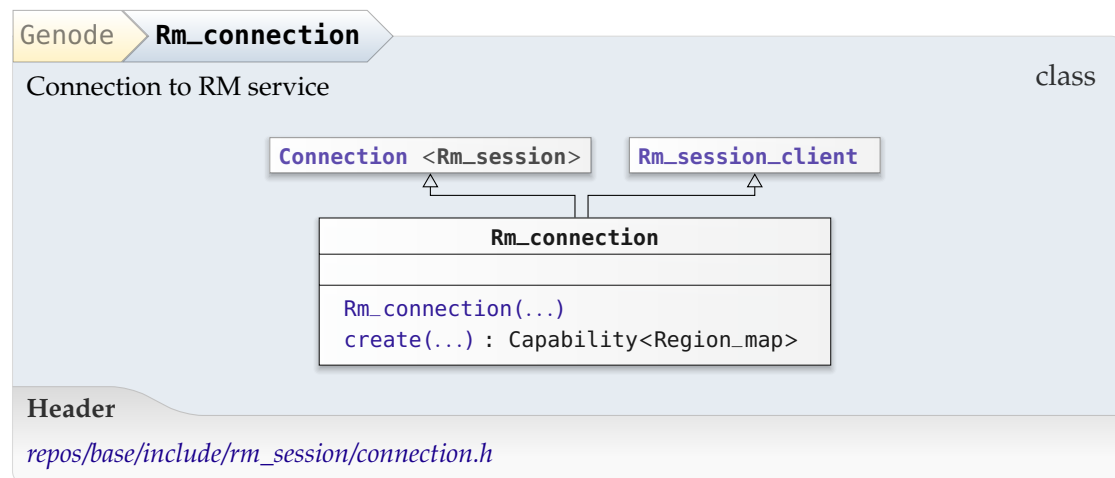 Genode Rm_connection
Connection to RM service
class
Connection <Rm_session> Rm_session_client
Rm_connection
Rm_connection(...)
create(...) : Capability<Region_map>
Header
repos/base/include/rm_session/connection.h